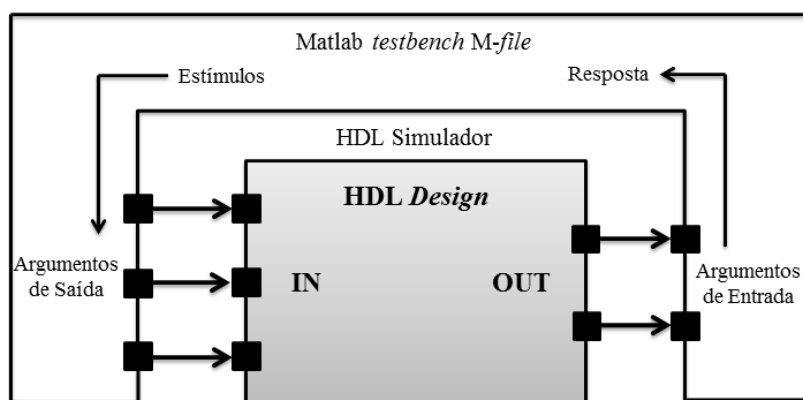 Matlab testbench M-file
Estímulos
Resposta
HDL Simulador
HDL Design
Argumentos
de Saída
IN
OUT
Argumentos
de Entrada